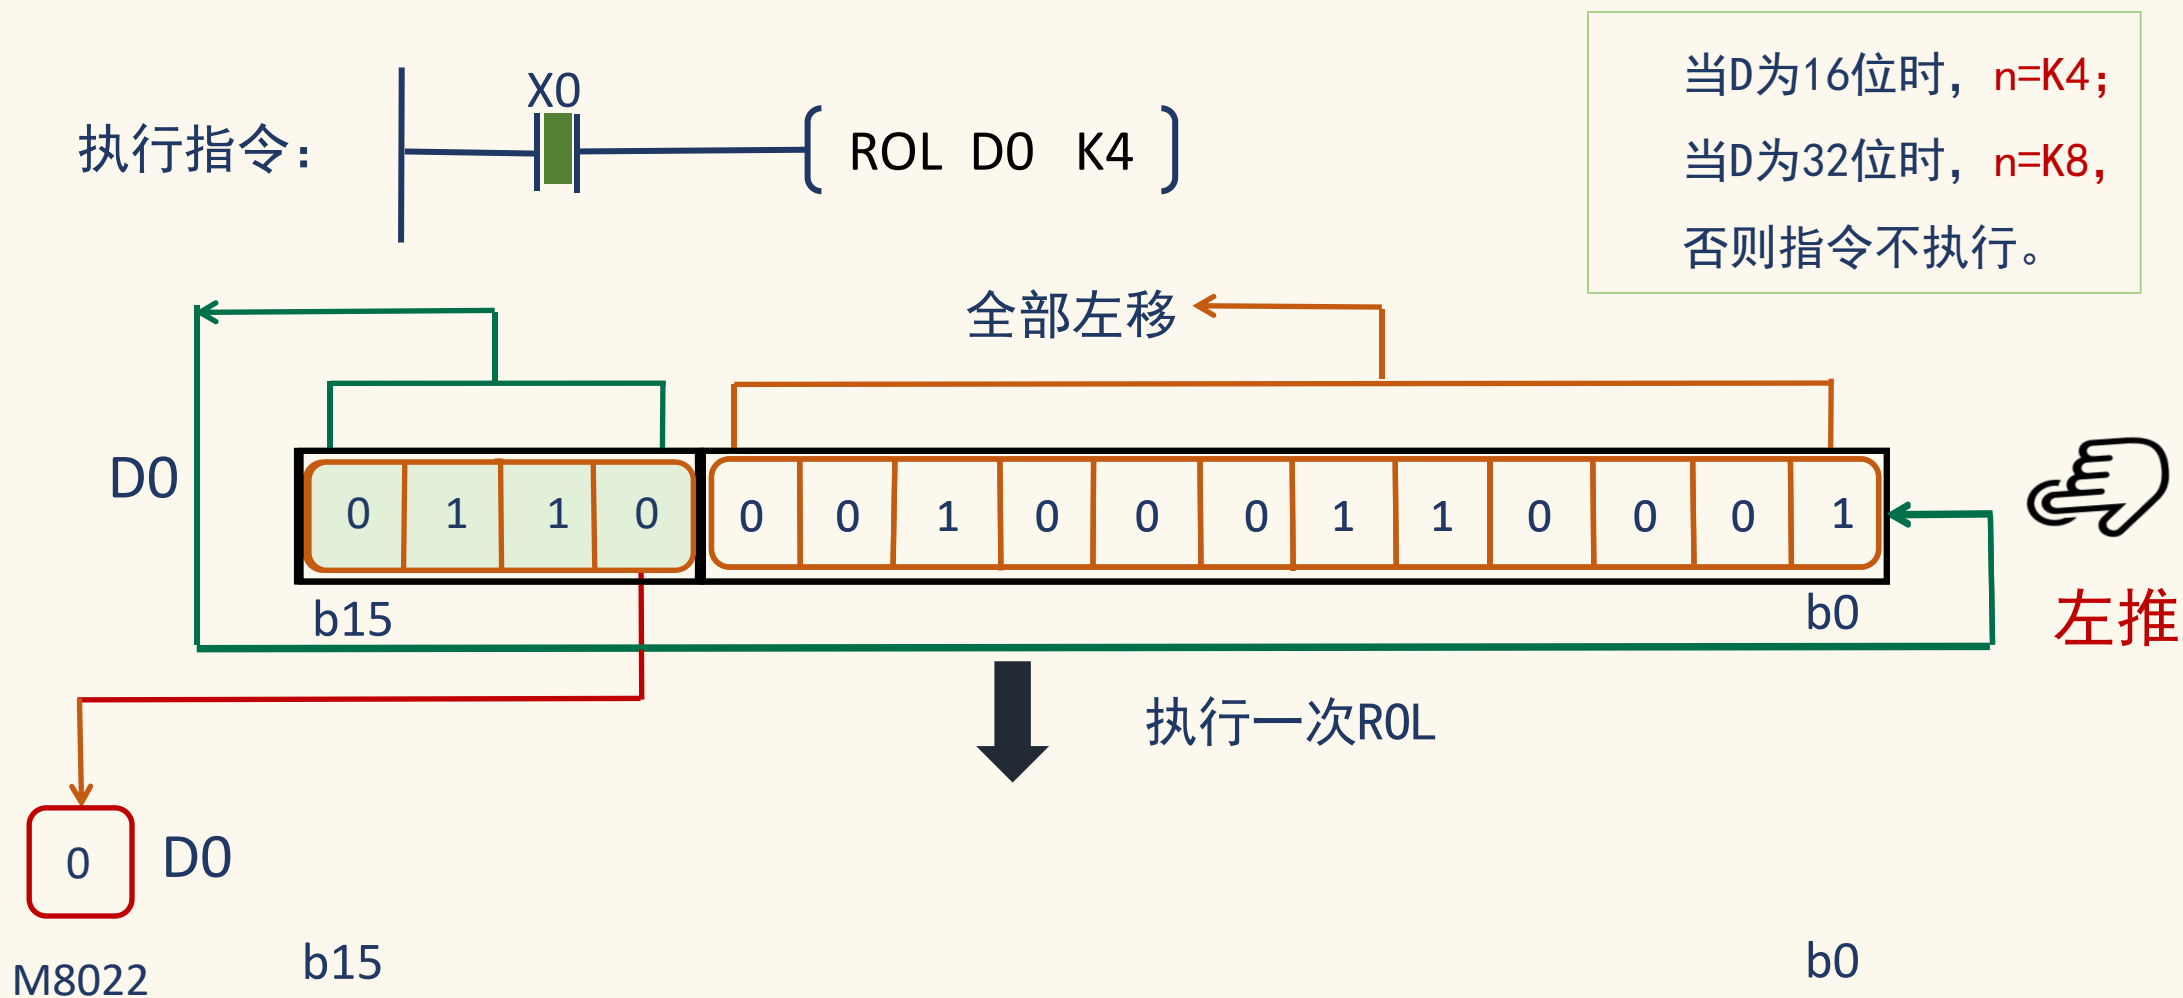 当D为16位时，n=K4；
当D为32位时，n=K8，
否则指令不执行。
执行指令：
X0
ROL D0 K4
全部左移
D0
0 1 1 0 0 0 1 0 0 0 1 1 0 0 0 1
b15
b0
左推
执行一次ROL
0
D0
M8022
b15
b0